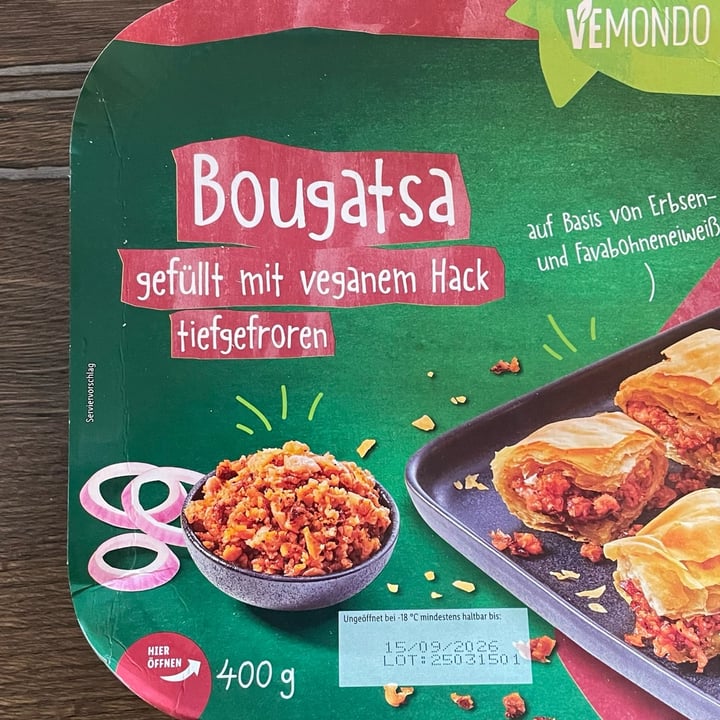 VEMONDO
Bougatsa
gefüllt mit veganem Hack
tiefgefroren
auf Basis von Erbsen-
und Favabohneneiweiß
Serviervorschlag
Ungeöffnet bei -18 °C mindestens haltbar bis:
15/09/2026
LOT:25031501
HIER
ÖFFNEN
400 g